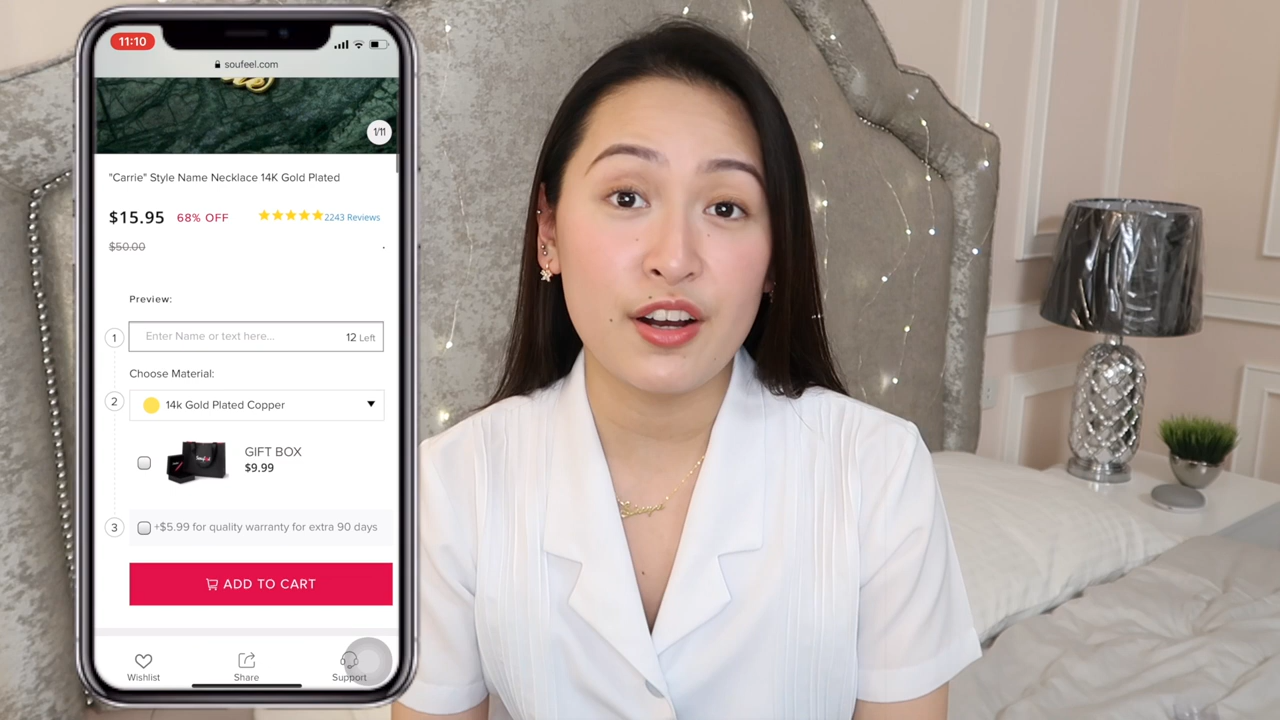 11:10
soufeel.com
1/11
"Carrie" Style Name Necklace 14K Gold Plated
$15.95 68% OFF 2243 Reviews
$50.00
Preview:
1 Enter Name or text here... 12 Left
Choose Material:
2 14k Gold Plated Copper
GIFT BOX
$9.99
3 +$5.99 for quality warranty for extra 90 days
ADD TO CART
Wishlist Share Support